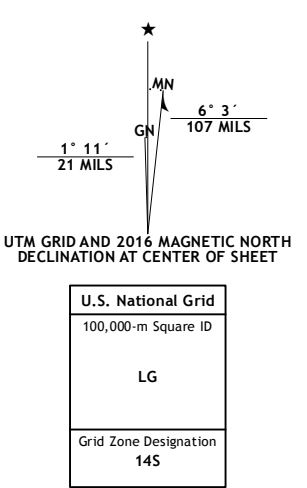 ★
MN
GN
6° 3´
107 MILS
1° 11´
21 MILS
UTM GRID AND 2016 MAGNETIC NORTH
DECLINATION AT CENTER OF SHEET
U.S. National Grid
100,000-m Square ID
LG
Grid Zone Designation
14S